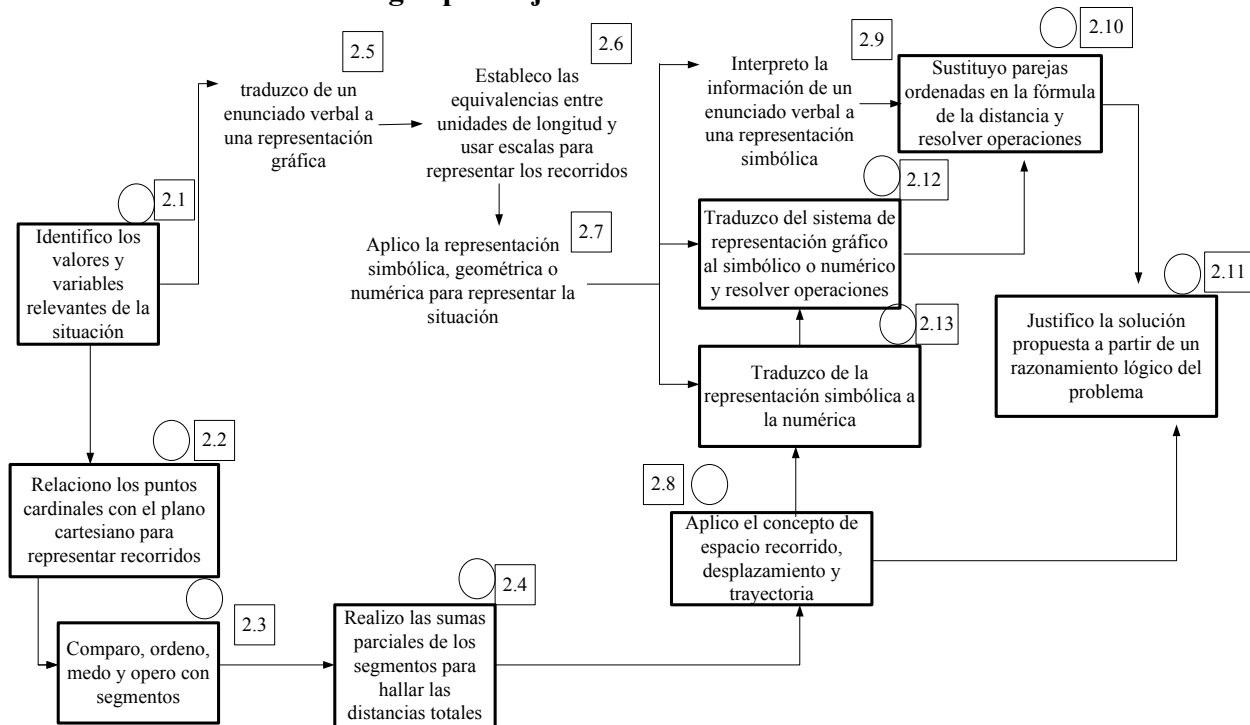 2.5
traduzco de un
enunciado verbal a
una representación
gráfica
2.6
Estableco las
equivalencias entre
unidades de longitud y
usar escalas para
representar los recorridos
2.9
Interpreto la
información de un
enunciado verbal a
una representación
simbólica
2.10
Sustituyo parejas
ordenadas en la fórmula
de la distancia y
resolver operaciones
2.1
Identifico los
valores y
variables
relevantes de la
situación
2.7
Aplico la representación
simbólica, geométrica o
numérica para representar la
situación
2.12
Traduzco del sistema de
representación gráfico
al simbólico o numérico
y resolver operaciones
2.11
Justifico la solución
propuesta a partir de un
razonamiento lógico del
problema
2.13
Traduzco de la
representación simbólica a
la numérica
2.2
Relaciono los puntos
cardinales con el plano
cartesiano para
representar recorridos
2.8
Aplico el concepto de
espacio recorrido,
desplazamiento y
trayectoria
2.3
Comparo, ordeno,
medo y opero con
segmentos
2.4
Realizo las sumas
parciales de los
segmentos para
hallar las
distancias totales